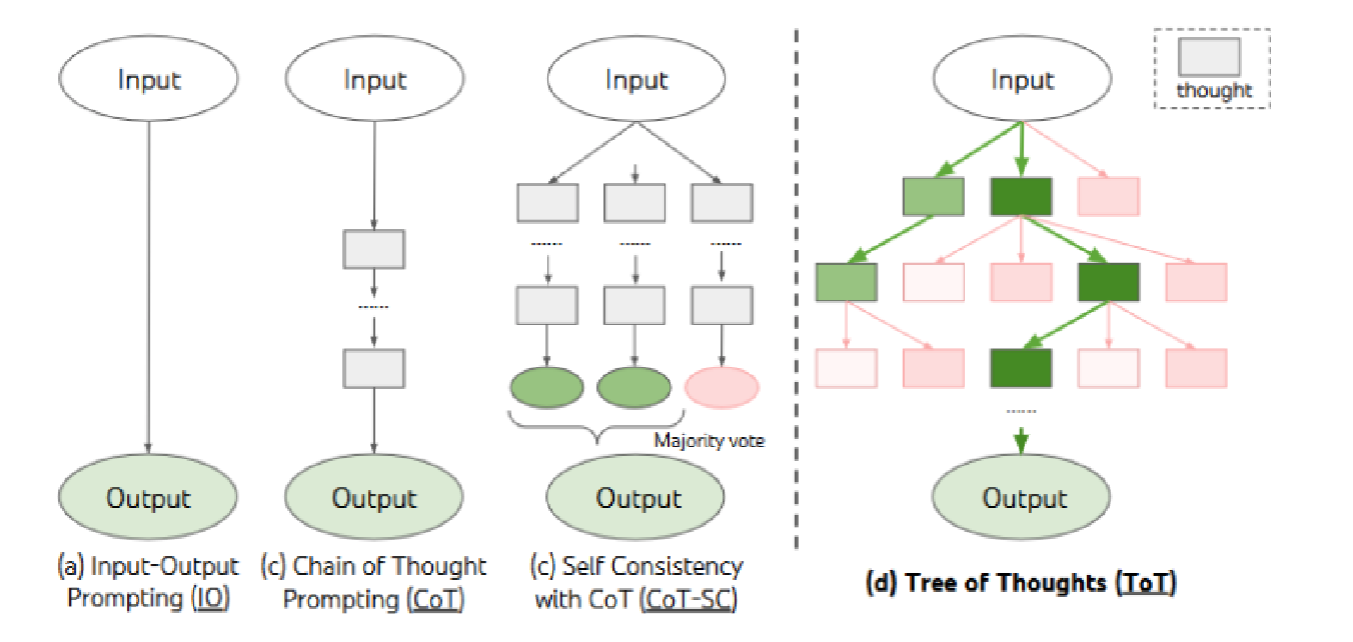 Input
Input
Input
Input
thought
......
......
......
......
......
Majority vote
Output
Output
Output
Output
(a) Input-Output
Prompting (IO)
(c) Chain of Thought
Prompting (CoT)
(c) Self Consistency
with CoT (CoT-SC)
(d) Tree of Thoughts (ToT)